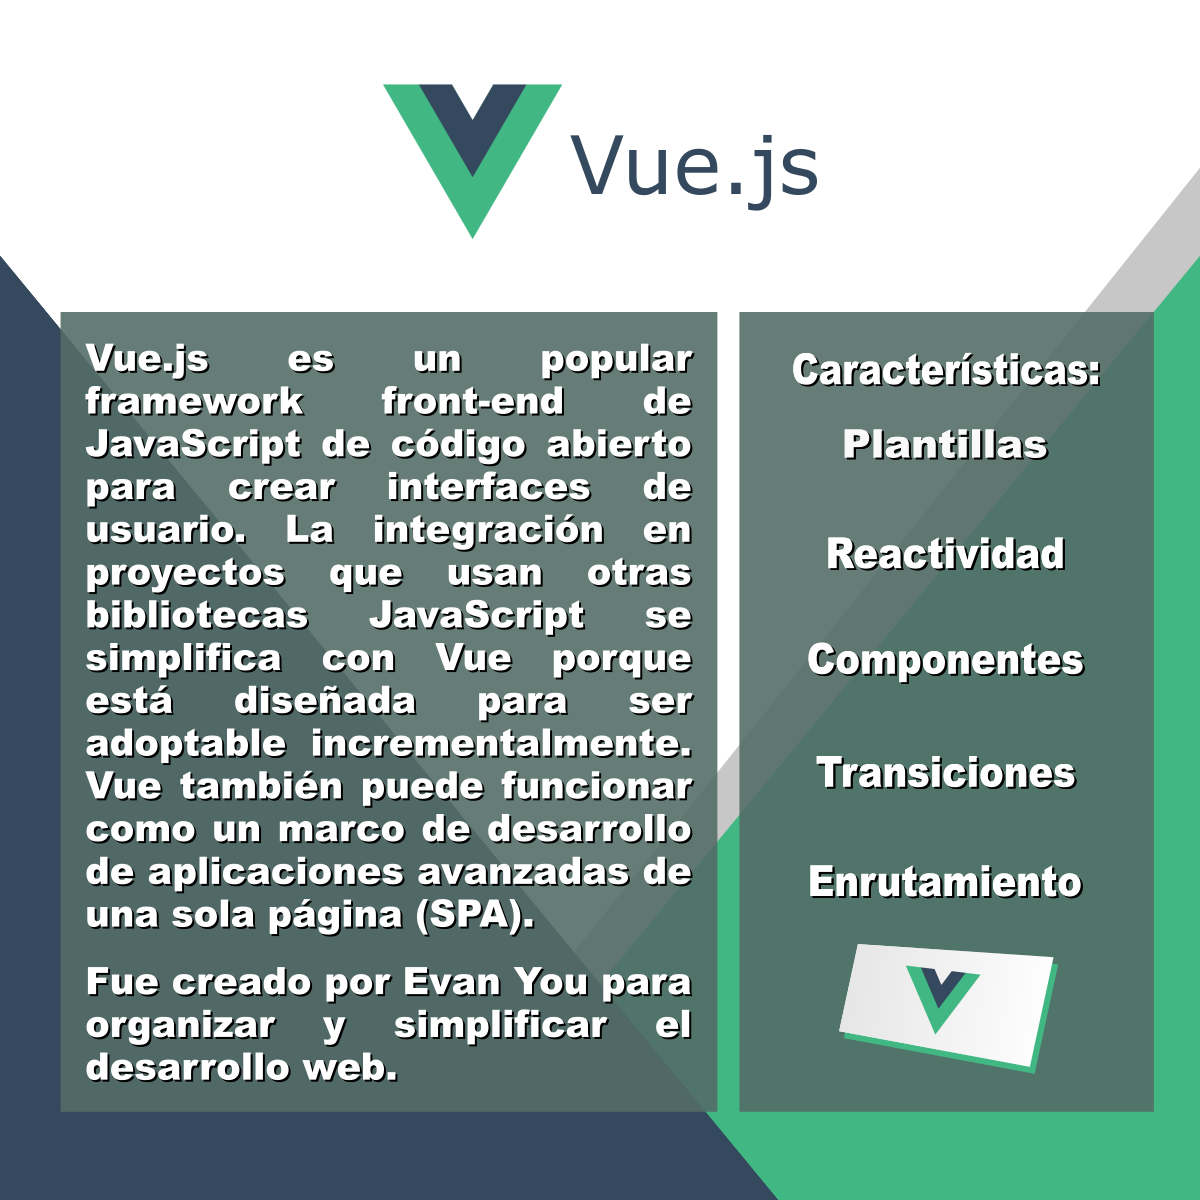 Vue.js
Vue.js es un popular
framework front-end de
JavaScript de código abierto
para crear interfaces de
usuario. La integración en
proyectos que usan otras
bibliotecas JavaScript se
simplifica con Vue porque
está diseñada para ser
adoptable incrementalmente.
Vue también puede funcionar
como un marco de desarrollo
de aplicaciones avanzadas de
una sola página (SPA).
Fue creado por Evan You para
organizar y simplificar el
desarrollo web.
Características:
Plantillas
Reactividad
Componentes
Transiciones
Enrutamiento